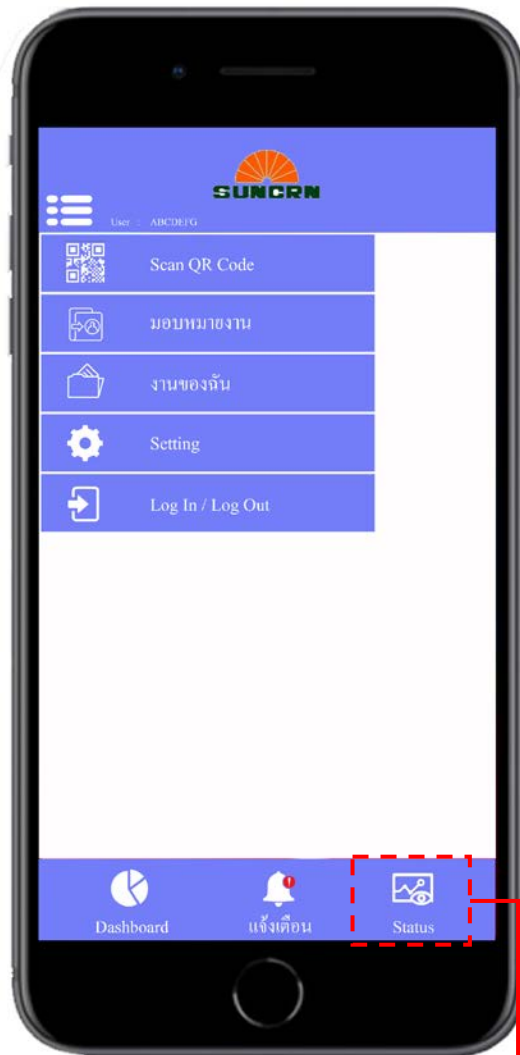 SUNCRN
User : ABCDEFG
Scan QR Code
มอบหมายงาน
งานของฉัน
Setting
Log In / Log Out
!
Dashboard
แจ้งเตือน
Status